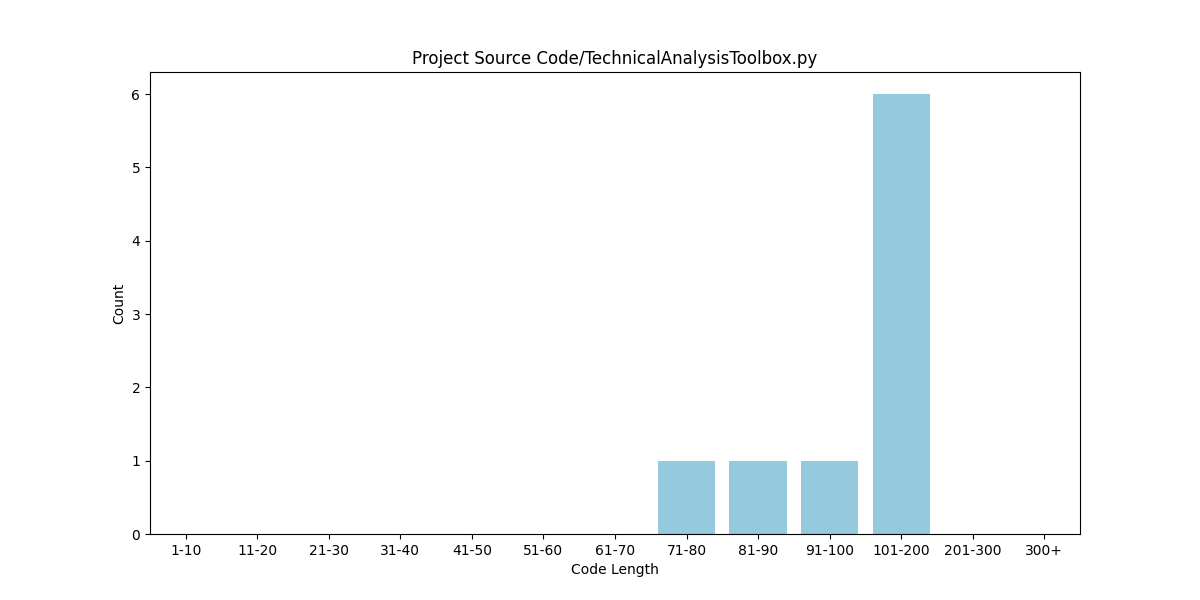 Project Source Code/TechnicalAnalysisToolbox.py
6
5
4
3
2
1
0
Count
1-10 11-20 21-30 31-40 41-50 51-60 61-70 71-80 81-90 91-100 101-200 201-300 300+
Code Length